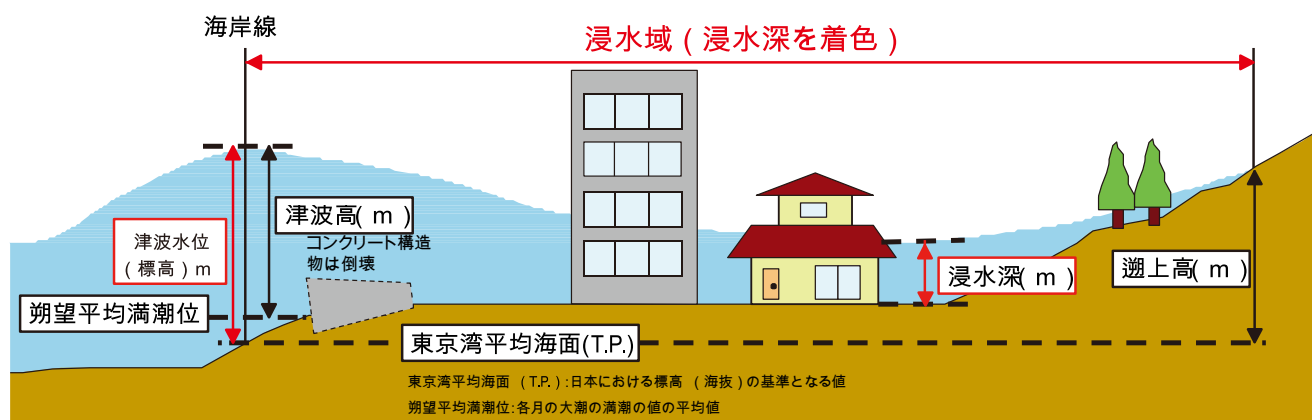 海岸線
浸水域（浸水深を着色）
津波高(ｍ)
津波水位
（標高）ｍ
コンクリート構造
物は倒壊
浸水深(ｍ)
遡上高(ｍ)
朔望平均満潮位
東京湾平均海面(T.P.)
東京湾平均海面 （T.P.）:日本における標高 （海抜）の基準となる値
朔望平均満潮位:各月の大潮の満潮の値の平均値